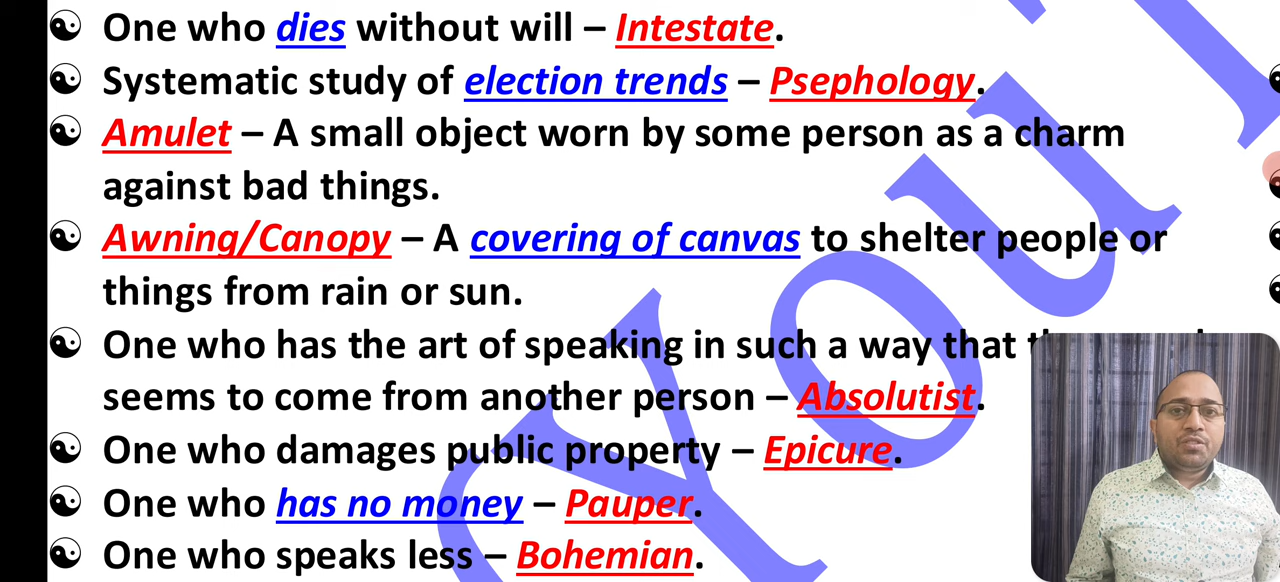 One who dies without will – Intestate.
Systematic study of election trends – Psephology.
Amulet – A small object worn by some person as a charm
against bad things.
Awning/Canopy – A covering of canvas to shelter people or
things from rain or sun.
One who has the art of speaking in such a way that
seems to come from another person – Absolutist.
One who damages public property – Epicure.
One who has no money – Pauper.
One who speaks less – Bohemian.
You T